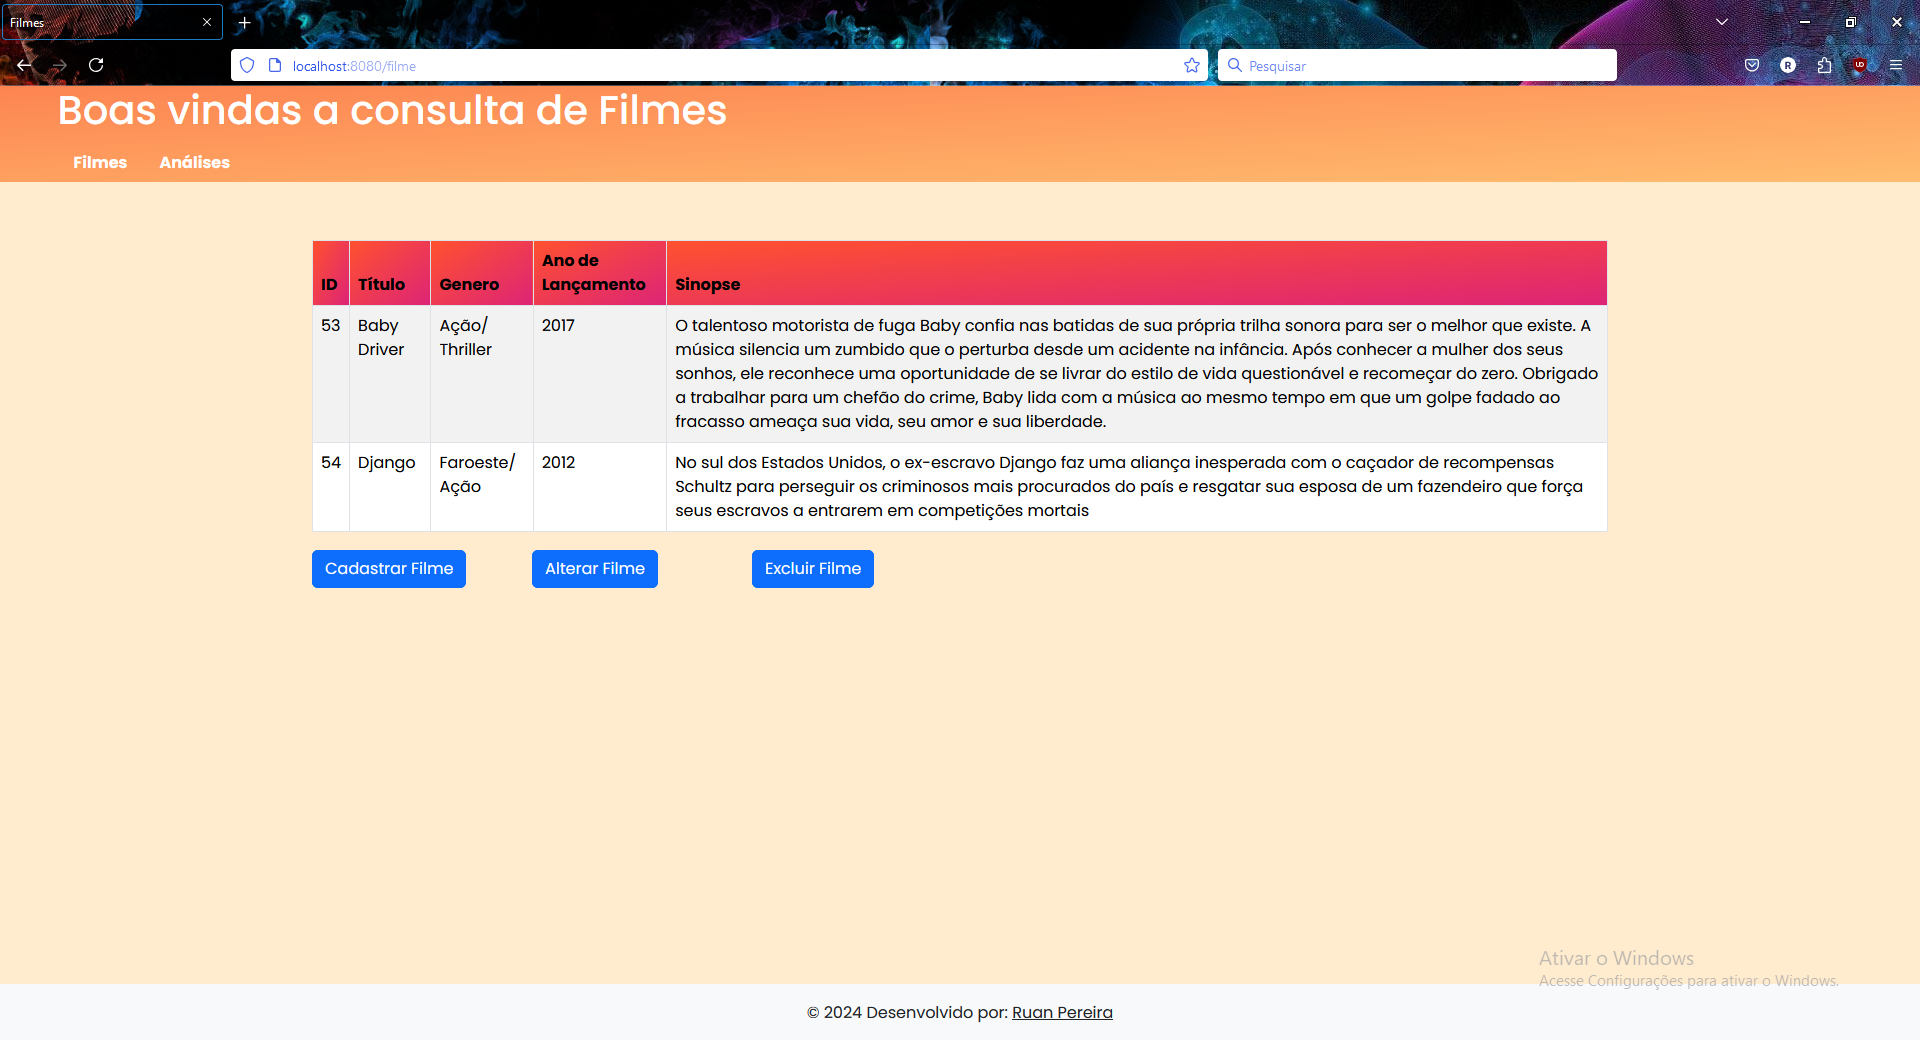 Filmes
localhost:8080/filme
Pesquisar
R
UD
Boas vindas a consulta de Filmes
Filmes
Análises
ID
Título
Genero
Ano de
Lançamento
Sinopse
53
Baby
Driver
Ação/
Thriller
2017
O talentoso motorista de fuga Baby confia nas batidas de sua própria trilha sonora para ser o melhor que existe. A
música silencia um zumbido que o perturba desde um acidente na infância. Após conhecer a mulher dos seus
sonhos, ele reconhece uma oportunidade de se livrar do estilo de vida questionável e recomeçar do zero. Obrigado
a trabalhar para um chefão do crime, Baby lida com a música ao mesmo tempo em que um golpe fadado ao
fracasso ameaça sua vida, seu amor e sua liberdade.
54
Django
Faroeste/
Ação
2012
No sul dos Estados Unidos, o ex-escravo Django faz uma aliança inesperada com o caçador de recompensas
Schultz para perseguir os criminosos mais procurados do país e resgatar sua esposa de um fazendeiro que força
seus escravos a entrarem em competições mortais
Cadastrar Filme
Alterar Filme
Excluir Filme
Ativar o Windows
Acesse Configurações para ativar o Windows.
© 2024 Desenvolvido por: Ruan Pereira